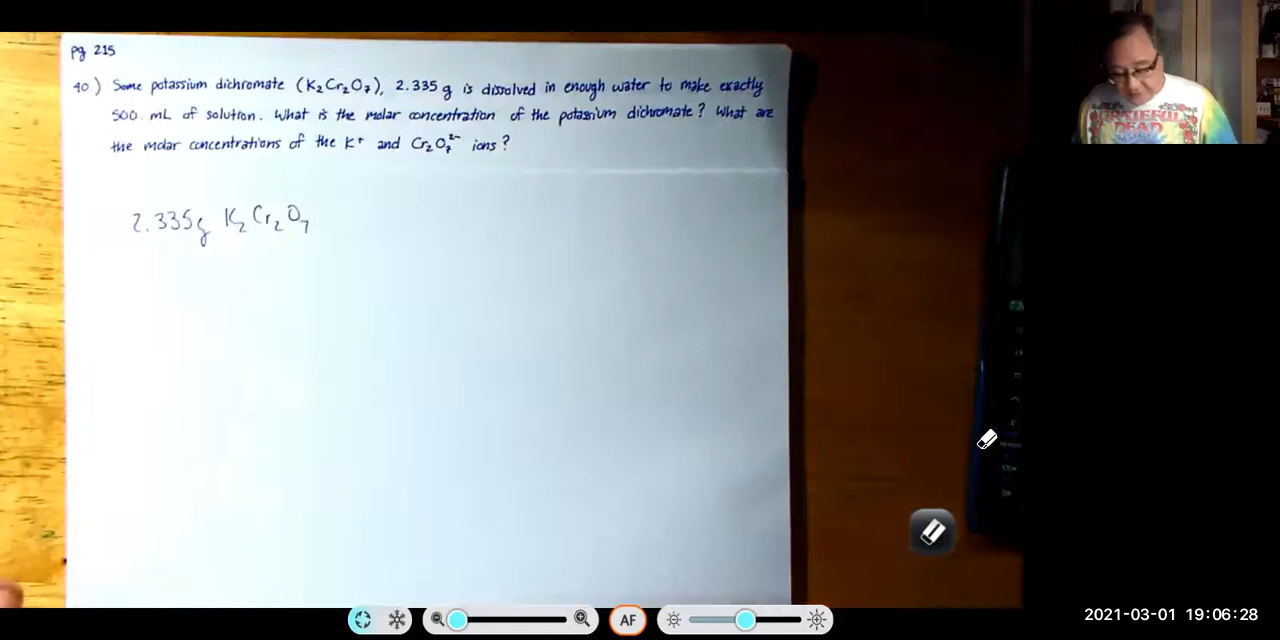 pg 215
40) Some potassium dichromate (K₂Cr₂O₇), 2.335 g is dissolved in enough water to make exactly
500. mL of solution. What is the molar concentration of the potassium dichromate? What are
the molar concentrations of the K⁺ and Cr₂O₇²⁻ ions?
2.335g K₂Cr₂O₇
GRATEFUL
DEAD
AF
2021-03-01 19:06:28